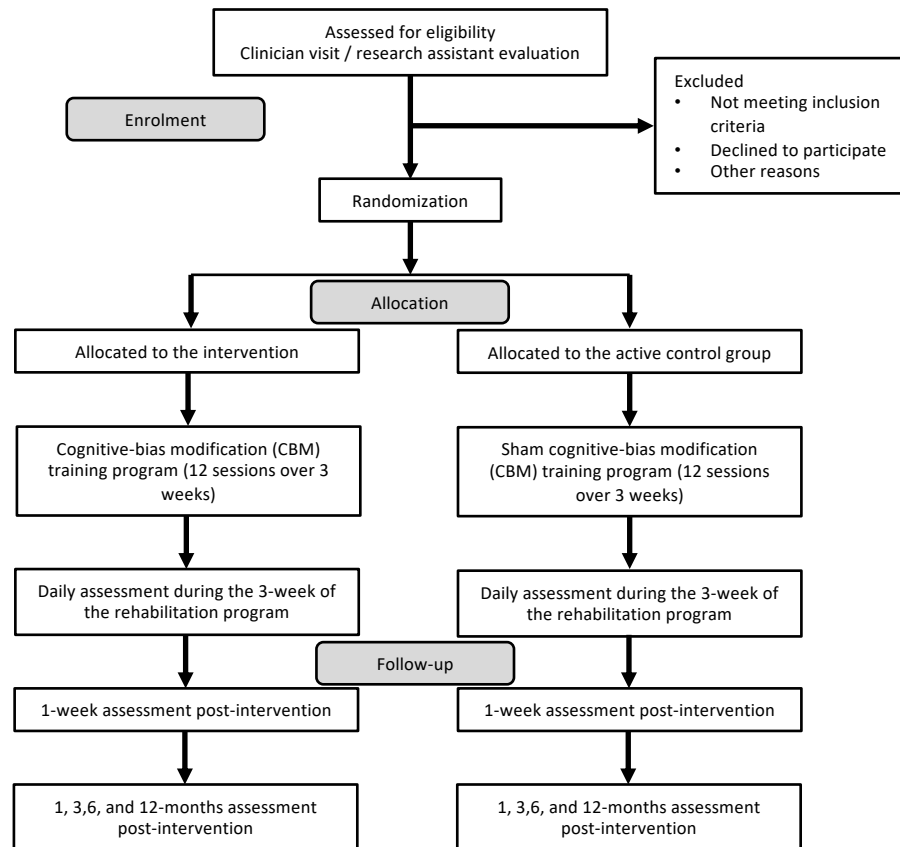 Assessed for eligibility
Clinician visit / research assistant evaluation
Enrolment
Excluded
• Not meeting inclusion
criteria
• Declined to participate
• Other reasons
Randomization
Allocation
Allocated to the intervention
Allocated to the active control group
Cognitive-bias modification (CBM)
training program (12 sessions over 3
weeks)
Sham cognitive-bias modification
(CBM) training program (12 sessions
over 3 weeks)
Daily assessment during the 3-week of
the rehabilitation program
Daily assessment during the 3-week of
the rehabilitation program
Follow-up
1-week assessment post-intervention
1-week assessment post-intervention
1, 3,6, and 12-months assessment
post-intervention
1, 3,6, and 12-months assessment
post-intervention